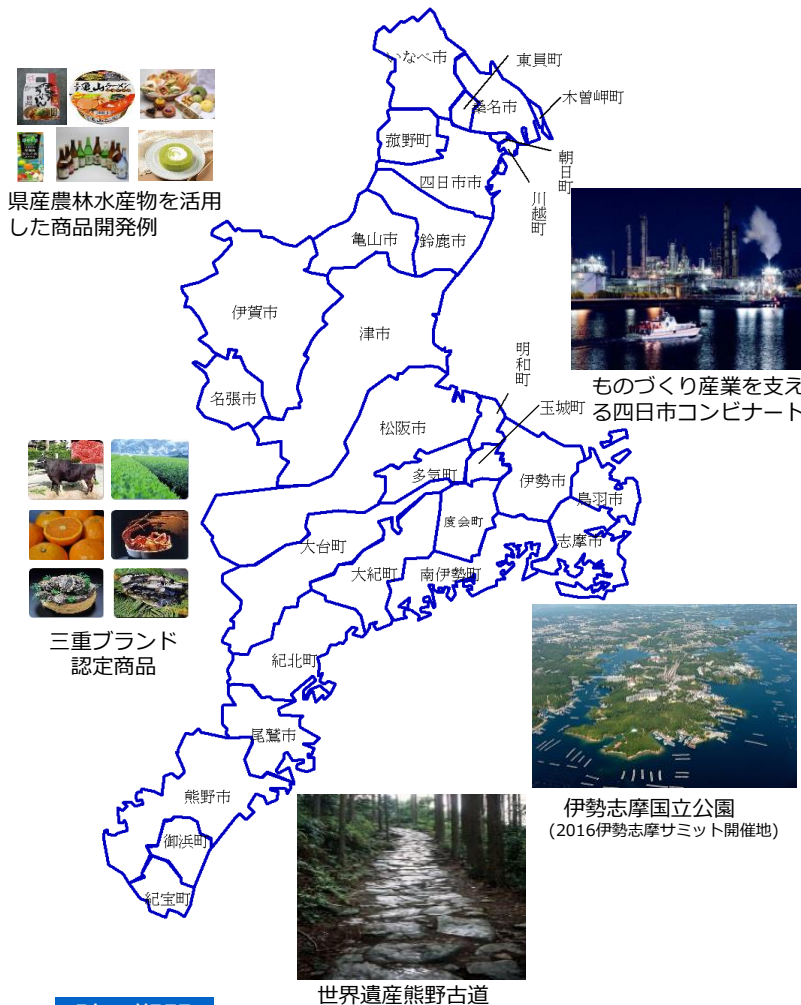 いなべ市
東員町
桑名市
木曽岬町
菰野町
朝日町
四日市市
川越町
県産農林水産物を活用
した商品開発例
亀山市
鈴鹿市
伊賀市
津市
明和町
名張市
ものづくり産業を支え
る四日市コンビナート
玉城町
松阪市
多気町
伊勢市
鳥羽市
度会町
志摩市
大台町
大紀町
南伊勢町
三重ブランド
認定商品
紀北町
尾鷲市
熊野市
伊勢志摩国立公園
(2016伊勢志摩サミット開催地)
御浜町
紀宝町
世界遺産熊野古道